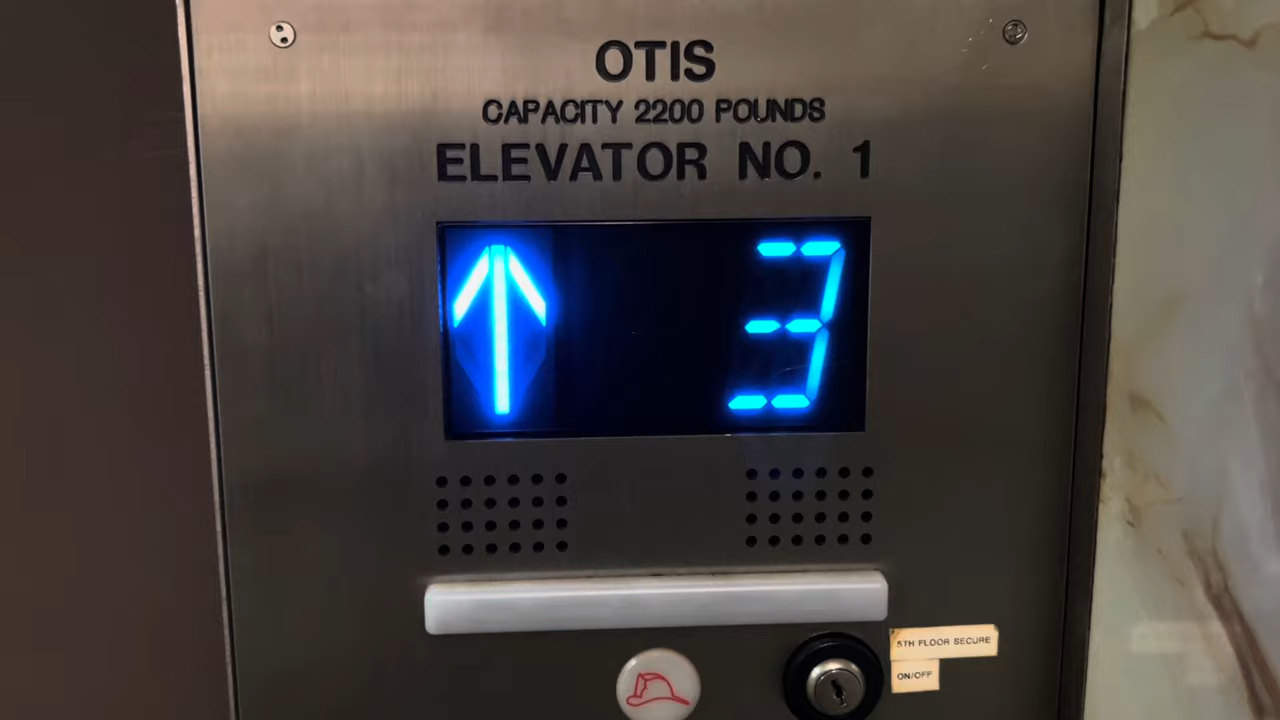 OTIS
CAPACITY 2200 POUNDS
ELEVATOR NO. 1
3
5TH FLOOR SECURE
ON/OFF